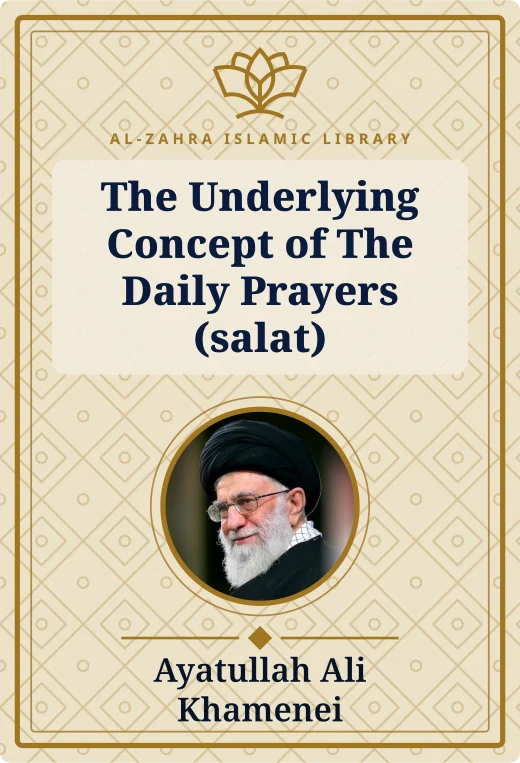 AL-ZAHRA ISLAMIC LIBRARY
The Underlying
Concept of The
Daily Prayers
(salat)
Ayatullah Ali
Khamenei